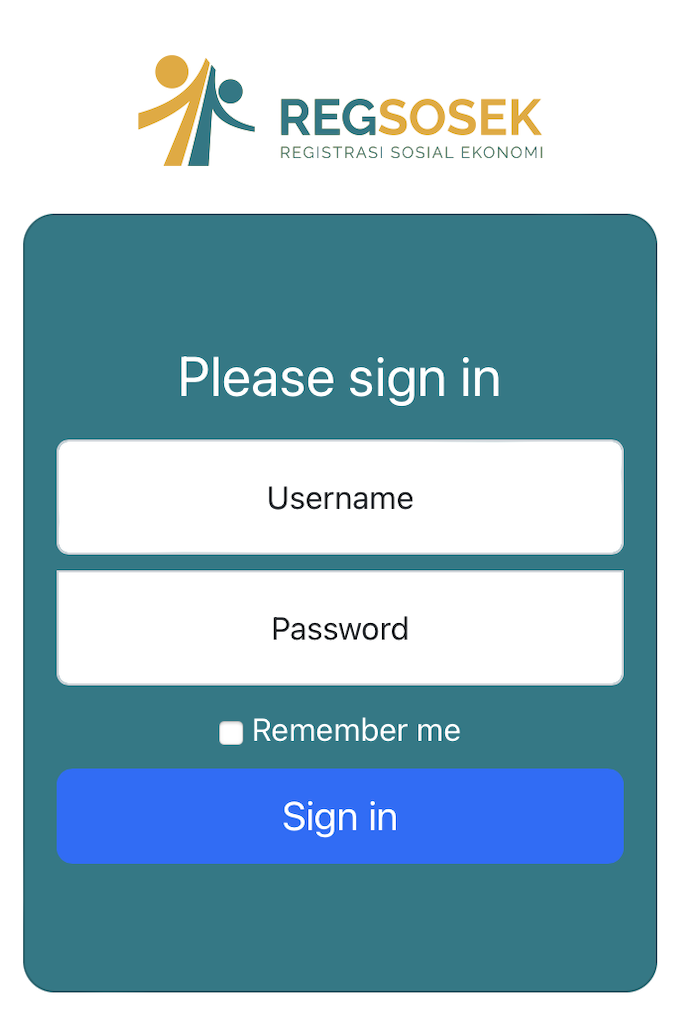 REGSOSEK
REGISTRASI SOSIAL EKONOMI
Please sign in
Username
Password
Remember me
Sign in